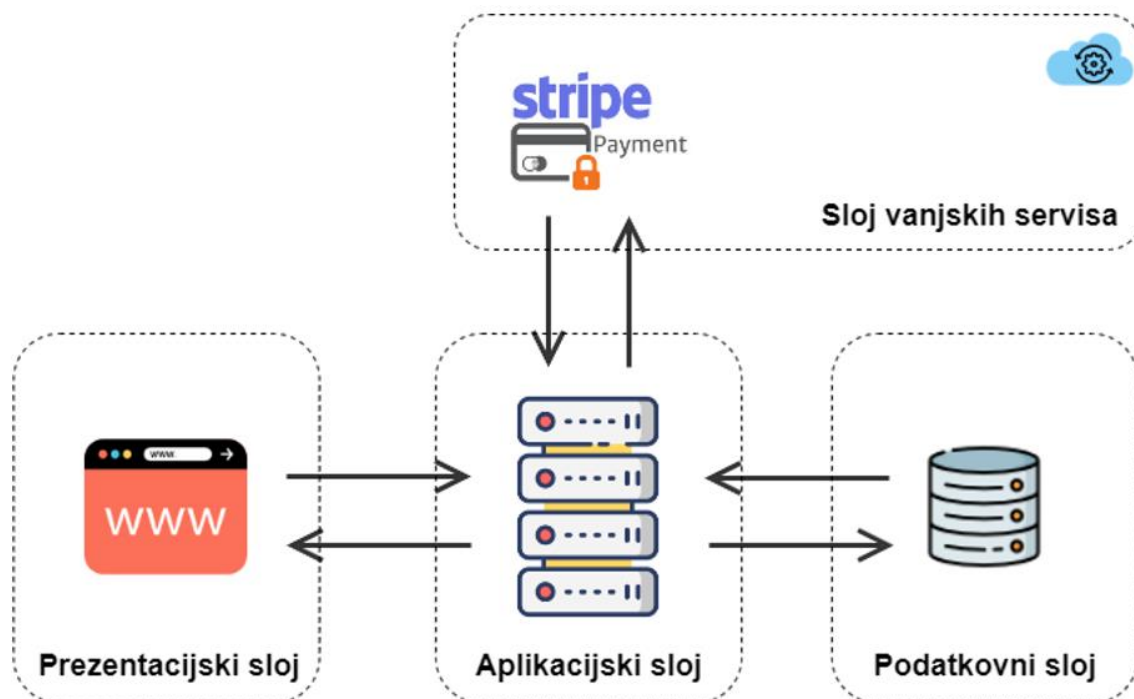 stripe
Payment
Sloj vanjskih servisa
www.
WWW
Prezentacijski sloj
Aplikacijski sloj
Podatkovni sloj